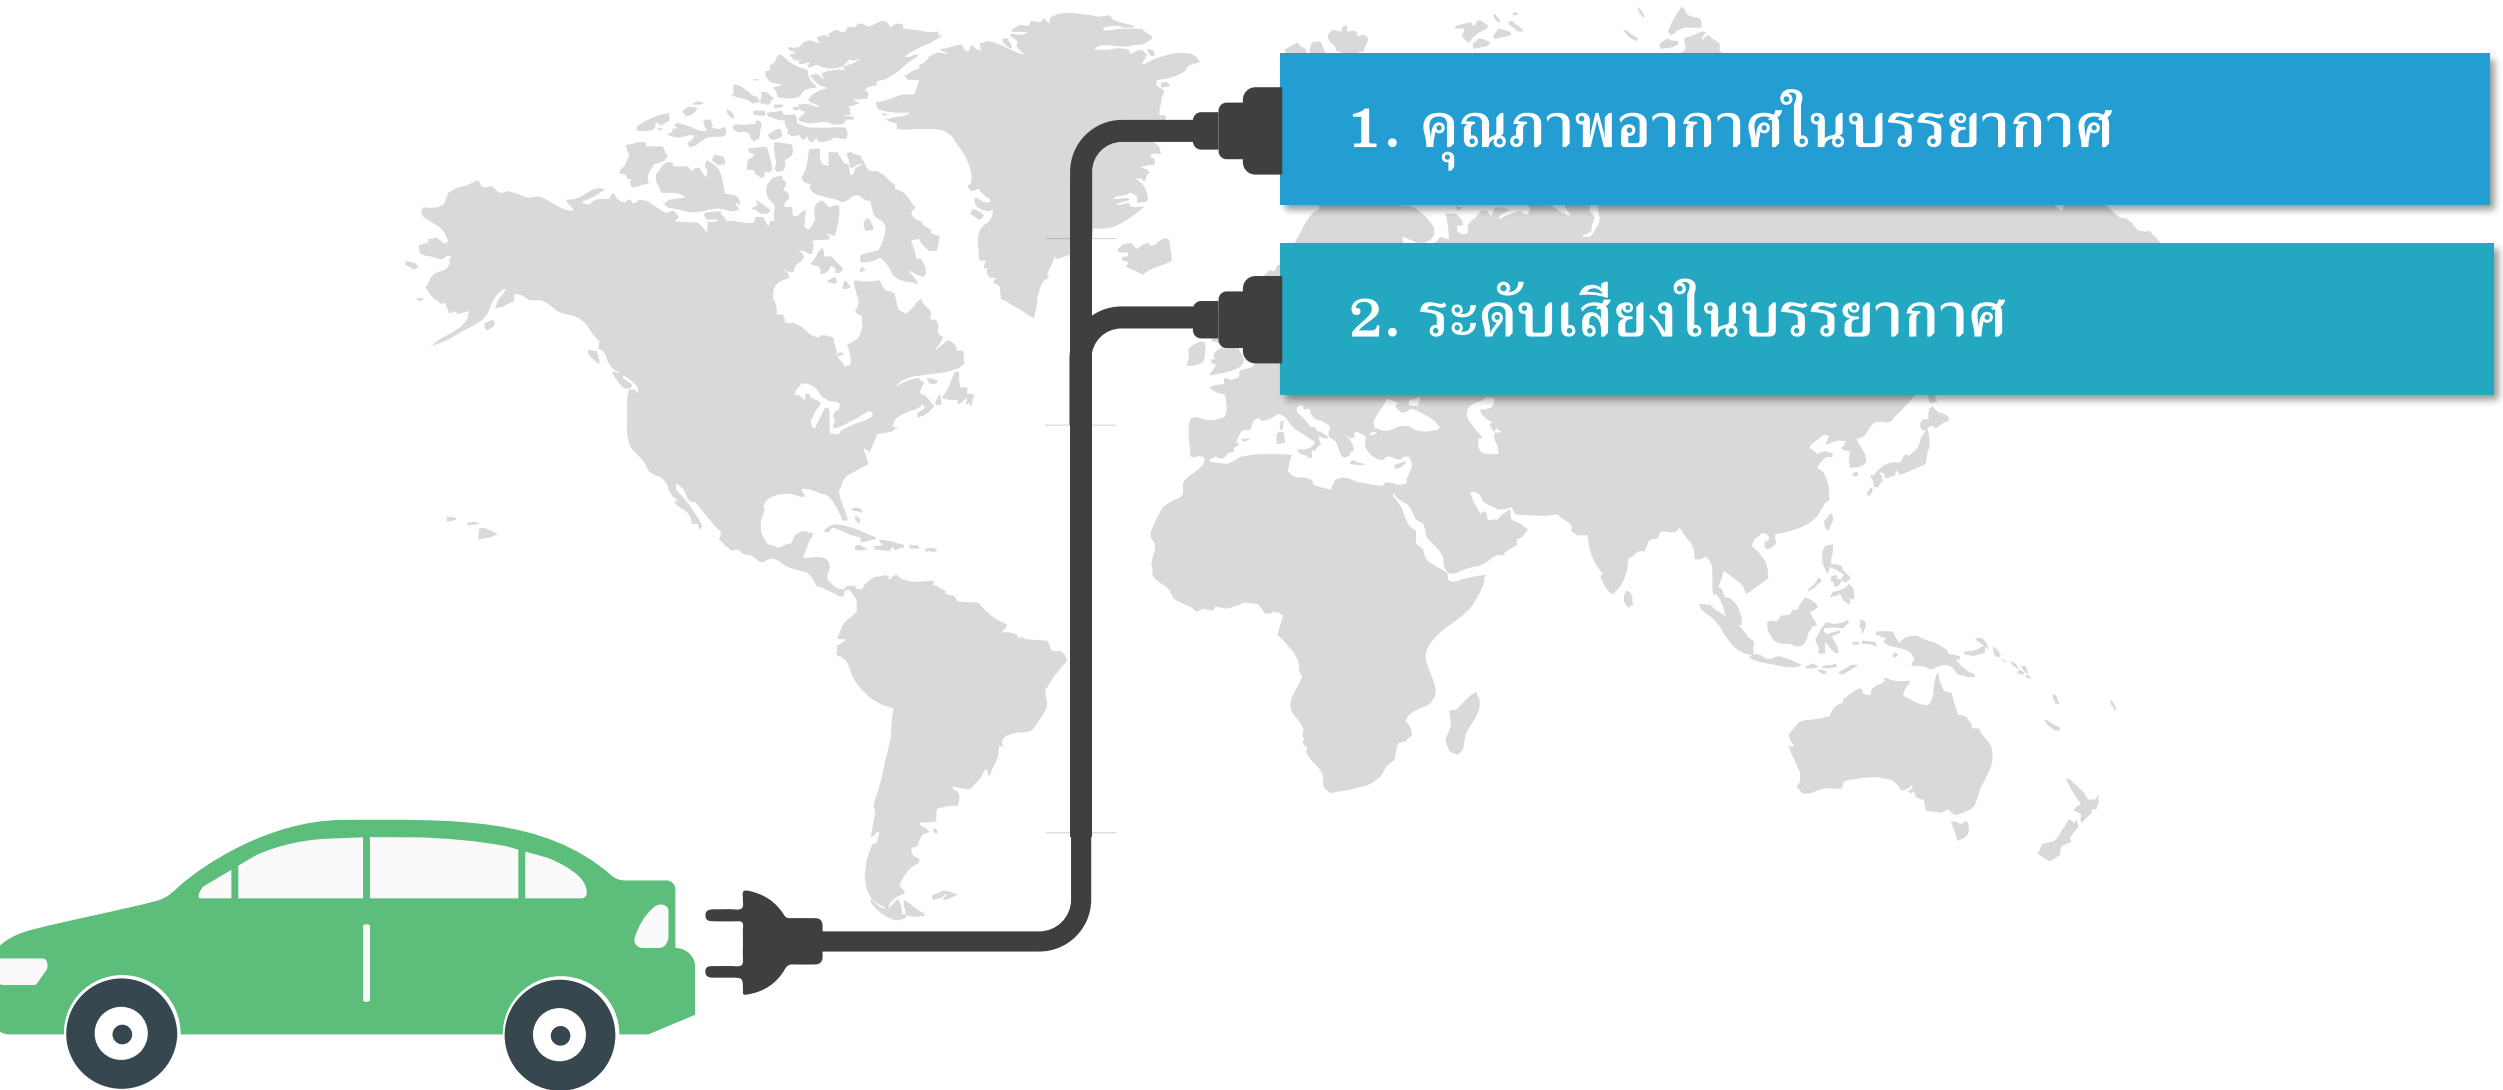 1. คุณภาพอากาศในบรรยากาศ
2. ระดับเสียงในบรรยากาศ